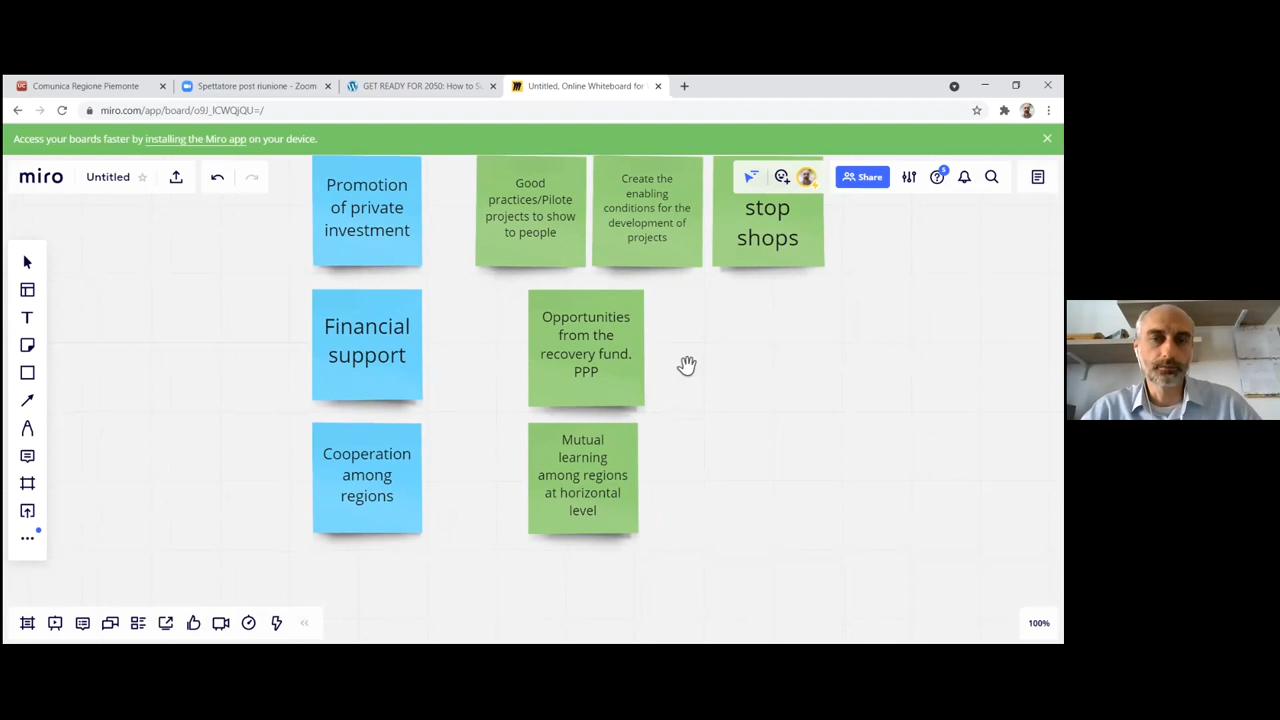 Comunica Regione Piemonte
Spettatore post riunione - Zoom
GET READY FOR 2050: How to S
Untitled, Online Whiteboard for
miro.com/app/board/o9J_lCWQjQU=/
Access your boards faster by installing the Miro app on your device.
miro
Untitled
Share
5
Promotion
of private
investment
Good
practices/Pilote
projects to show
to people
Create the
enabling
conditions for the
development of
projects
stop
shops
Financial
support
Opportunities
from the
recovery fund.
PPP
Cooperation
among
regions
Mutual
learning
among regions
at horizontal
level
100%